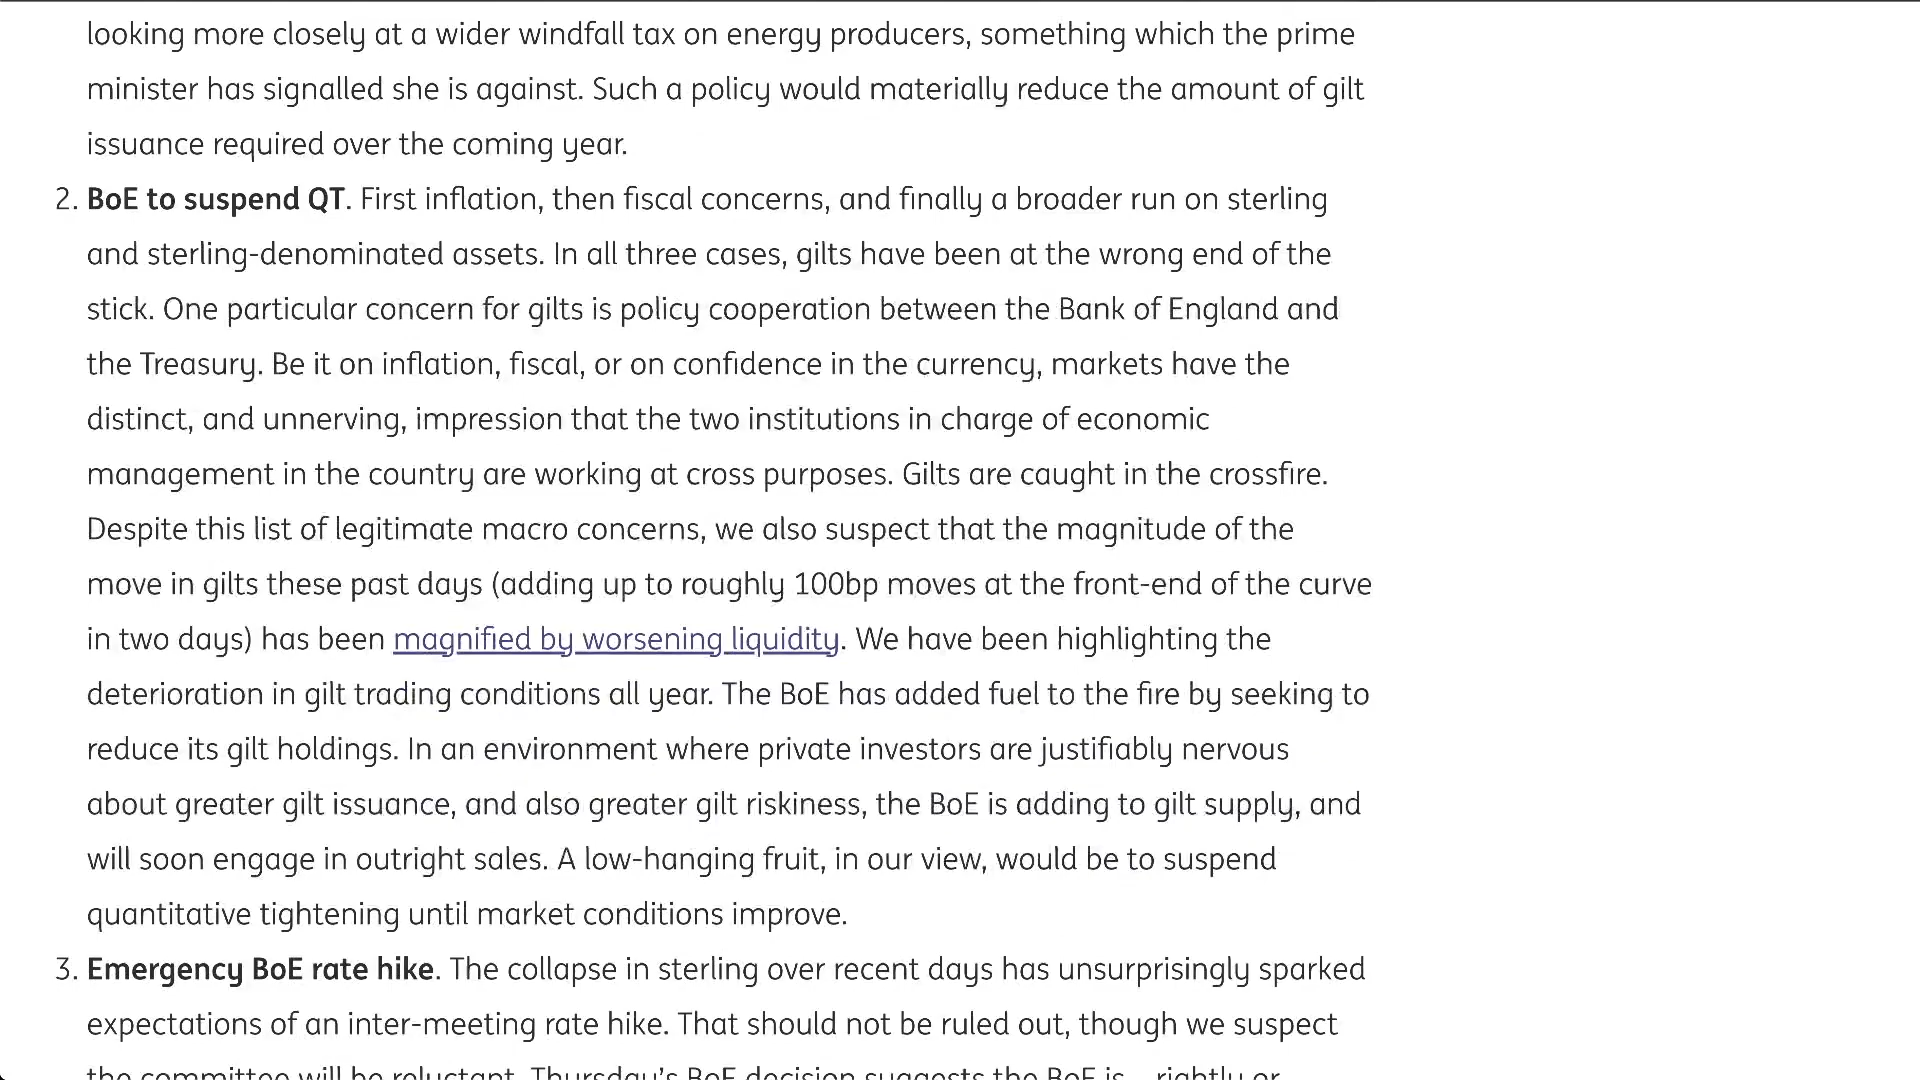 looking more closely at a wider windfall tax on energy producers, something which the prime
minister has signalled she is against. Such a policy would materially reduce the amount of gilt
issuance required over the coming year.
2. BoE to suspend QT. First inflation, then fiscal concerns, and finally a broader run on sterling
and sterling-denominated assets. In all three cases, gilts have been at the wrong end of the
stick. One particular concern for gilts is policy cooperation between the Bank of England and
the Treasury. Be it on inflation, fiscal, or on confidence in the currency, markets have the
distinct, and unnerving, impression that the two institutions in charge of economic
management in the country are working at cross purposes. Gilts are caught in the crossfire.
Despite this list of legitimate macro concerns, we also suspect that the magnitude of the
move in gilts these past days (adding up to roughly 100bp moves at the front-end of the curve
in two days) has been magnified by worsening liquidity. We have been highlighting the
deterioration in gilt trading conditions all year. The BoE has added fuel to the fire by seeking to
reduce its gilt holdings. In an environment where private investors are justifiably nervous
about greater gilt issuance, and also greater gilt riskiness, the BoE is adding to gilt supply, and
will soon engage in outright sales. A low-hanging fruit, in our view, would be to suspend
quantitative tightening until market conditions improve.
3. Emergency BoE rate hike. The collapse in sterling over recent days has unsurprisingly sparked
expectations of an inter-meeting rate hike. That should not be ruled out, though we suspect
the committee will be reluctant. Thursday's BoE decision suggests the BoE is – rightly or